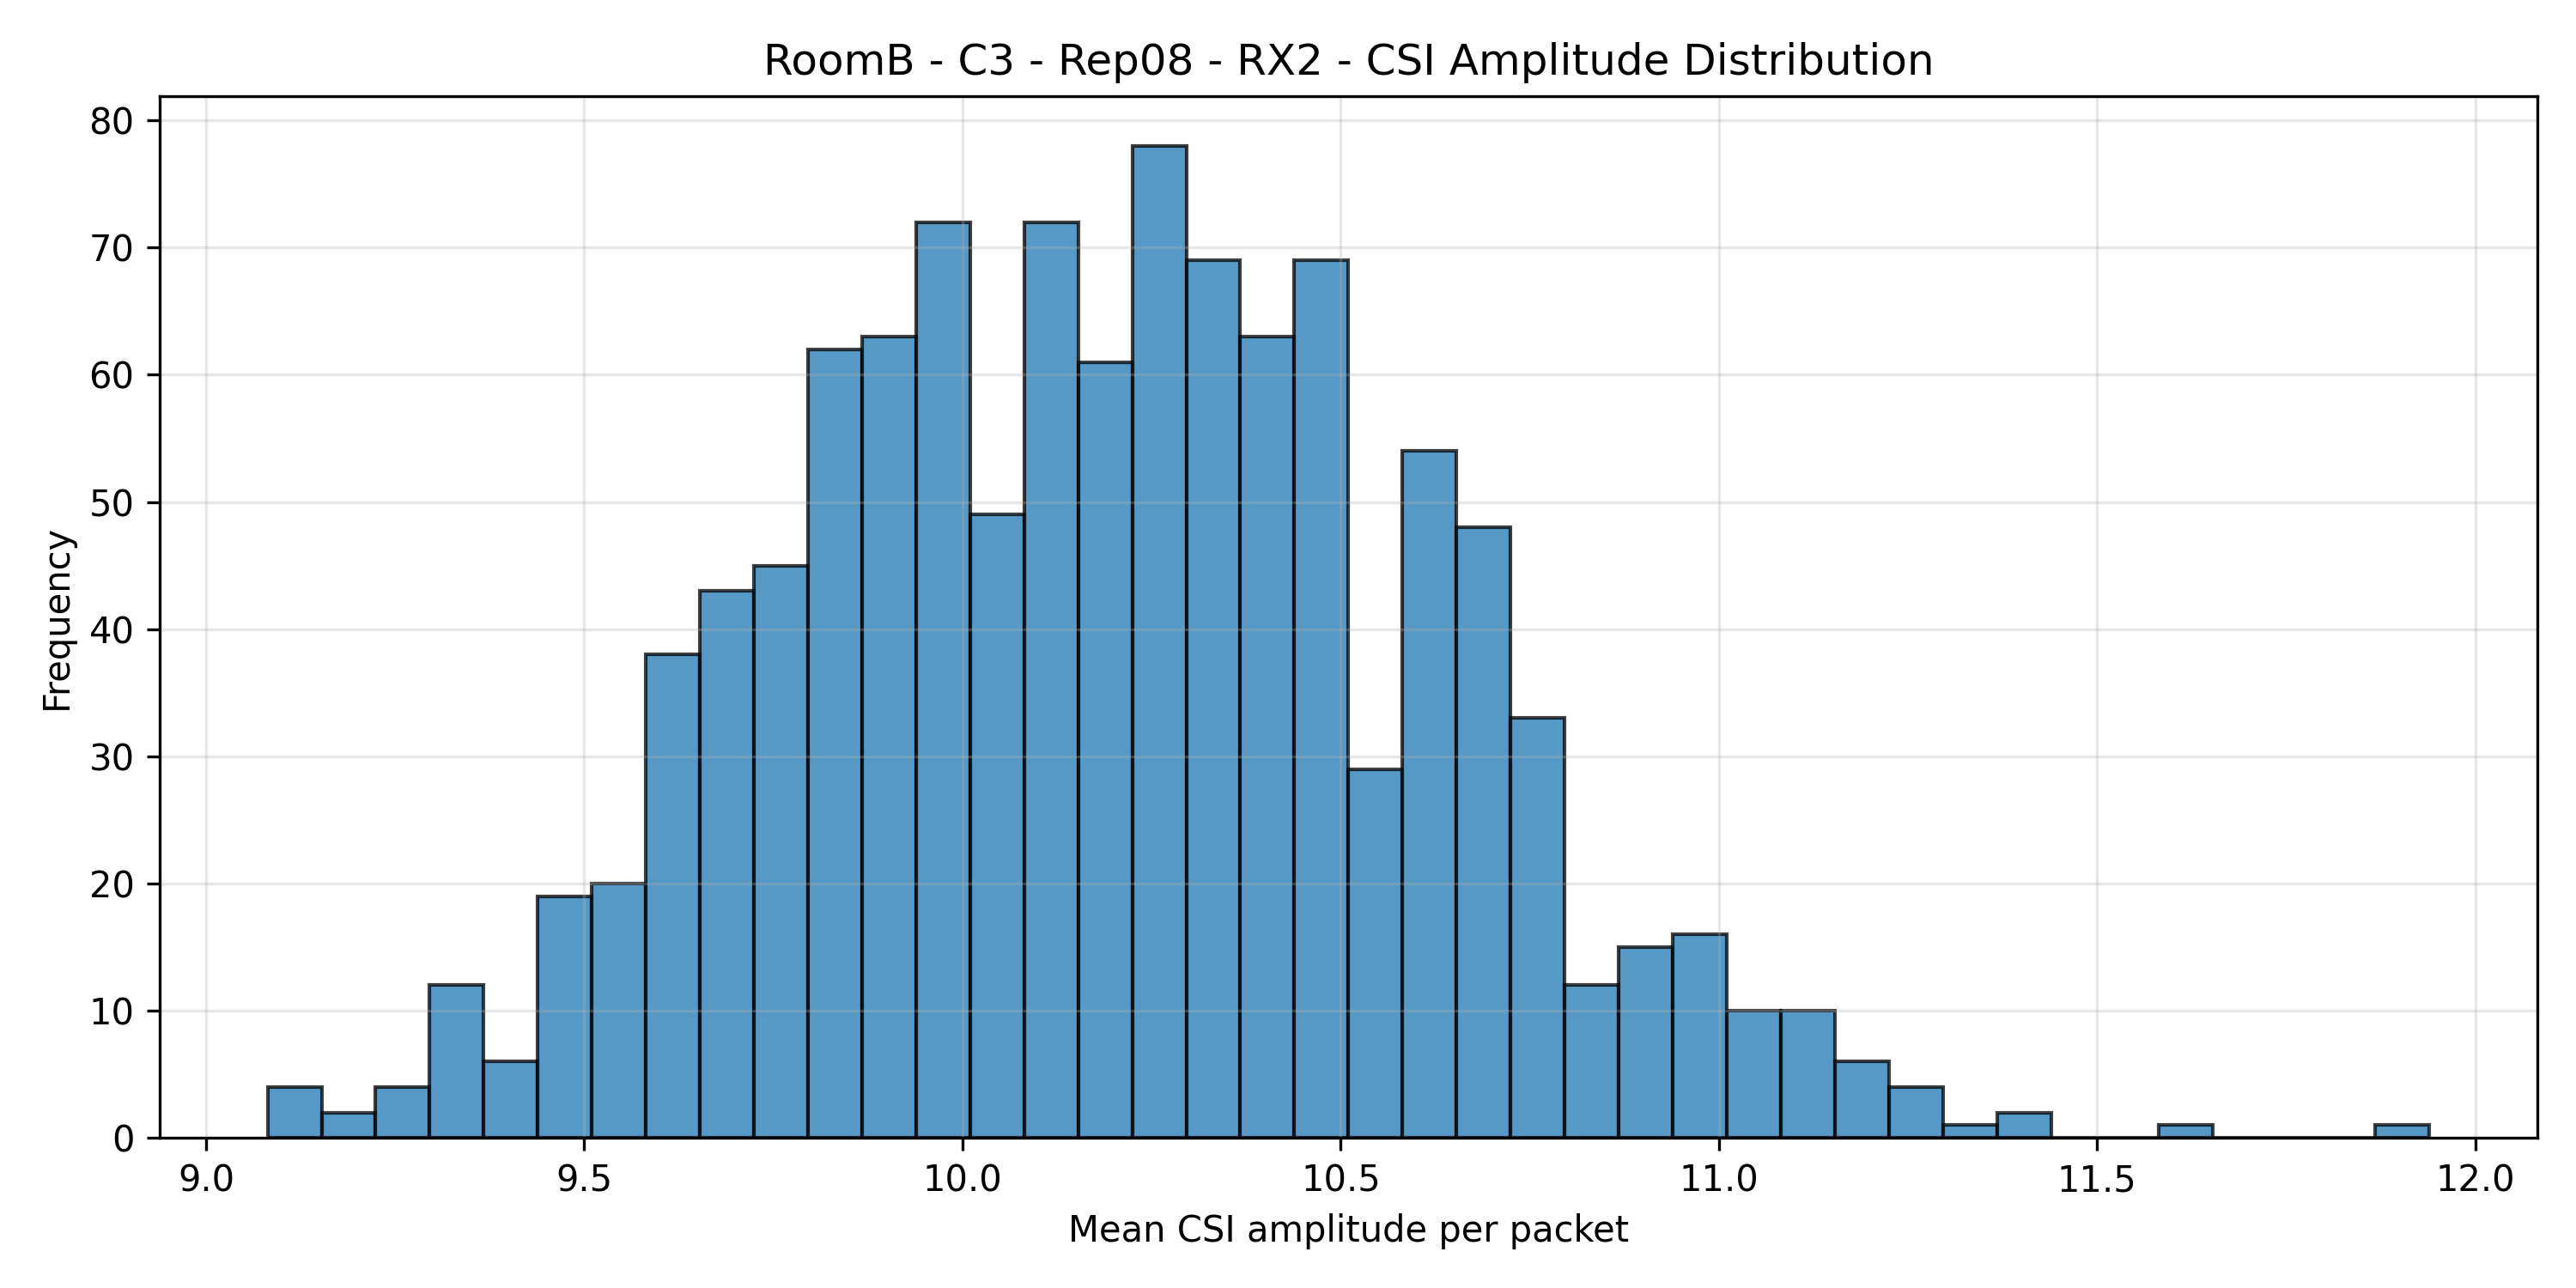 RoomB - C3 - Rep08 - RX2 - CSI Amplitude Distribution
80
70
60
50
40
30
20
10
0
Frequency
9.0 9.5 10.0 10.5 11.0 11.5 12.0
Mean CSI amplitude per packet